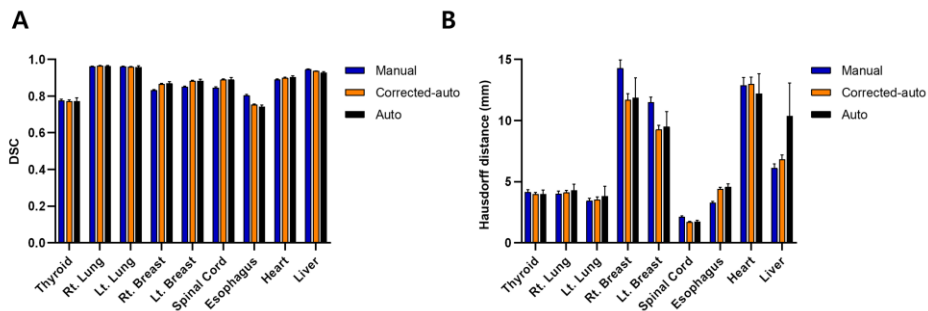 A
DSC
1.0
0.8
0.6
0.4
0.2
0.0
Thyroid
Rt. Lung
Lt. Lung
Rt. Breast
Lt. Breast
Spinal Cord
Esophagus
Heart
Liver
Manual
Corrected-auto
Auto
B
Hausdorff distance (mm)
15
10
5
0
Thyroid
Rt. Lung
Lt. Lung
Rt. Breast
Lt. Breast
Spinal Cord
Esophagus
Heart
Liver
Manual
Corrected-auto
Auto